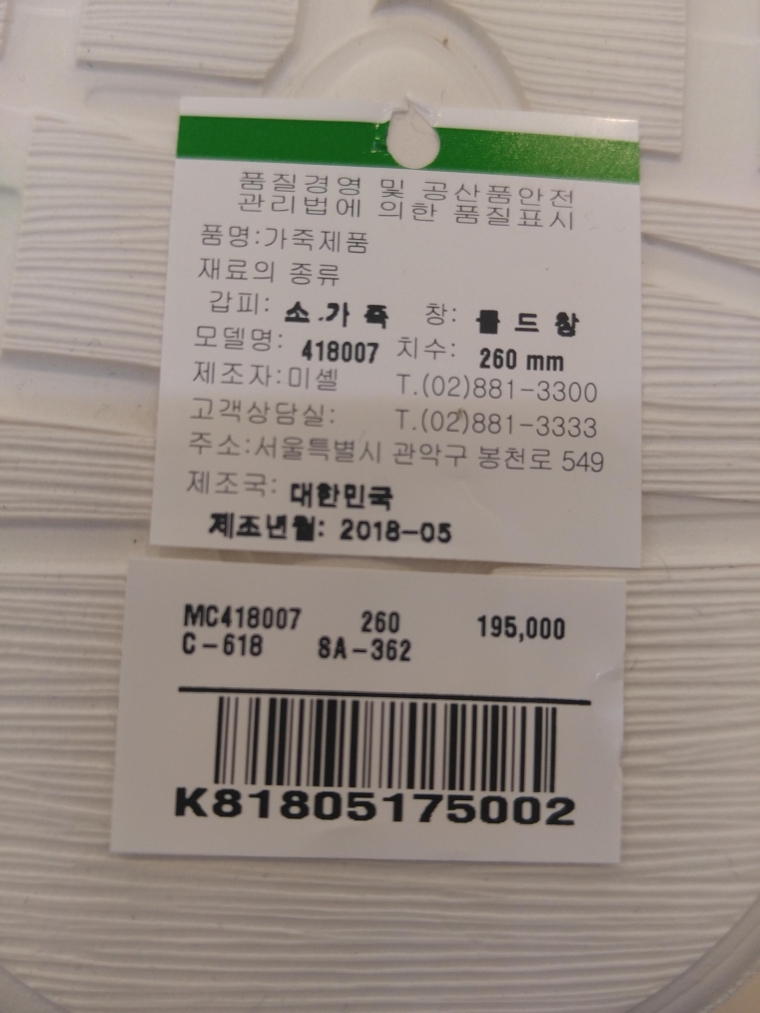 품질경영 및 공산품안전
관리법에 의한 품질표시
품명:가죽제품
재료의 종류
갑피: 소가죽 창: 몰드창
모델명: 418007 치수: 260 mm
제조자:미셸 T.(02)881-3300
고객상담실: T.(02)881-3333
주소:서울특별시 관악구 봉천로 549
제조국: 대한민국
제조년월: 2018-05
MC418007 260 195,000
C-618 SA-362
K81805175002